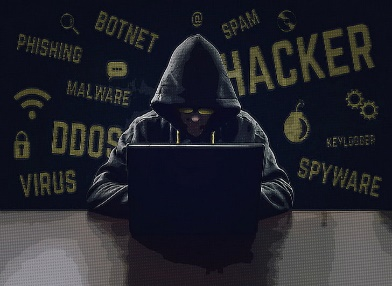 PHISHING
BOTNET
@
SPAM
HACKER
MALWARE
DDOS
KEYLOGGER
VIRUS
SPYWARE